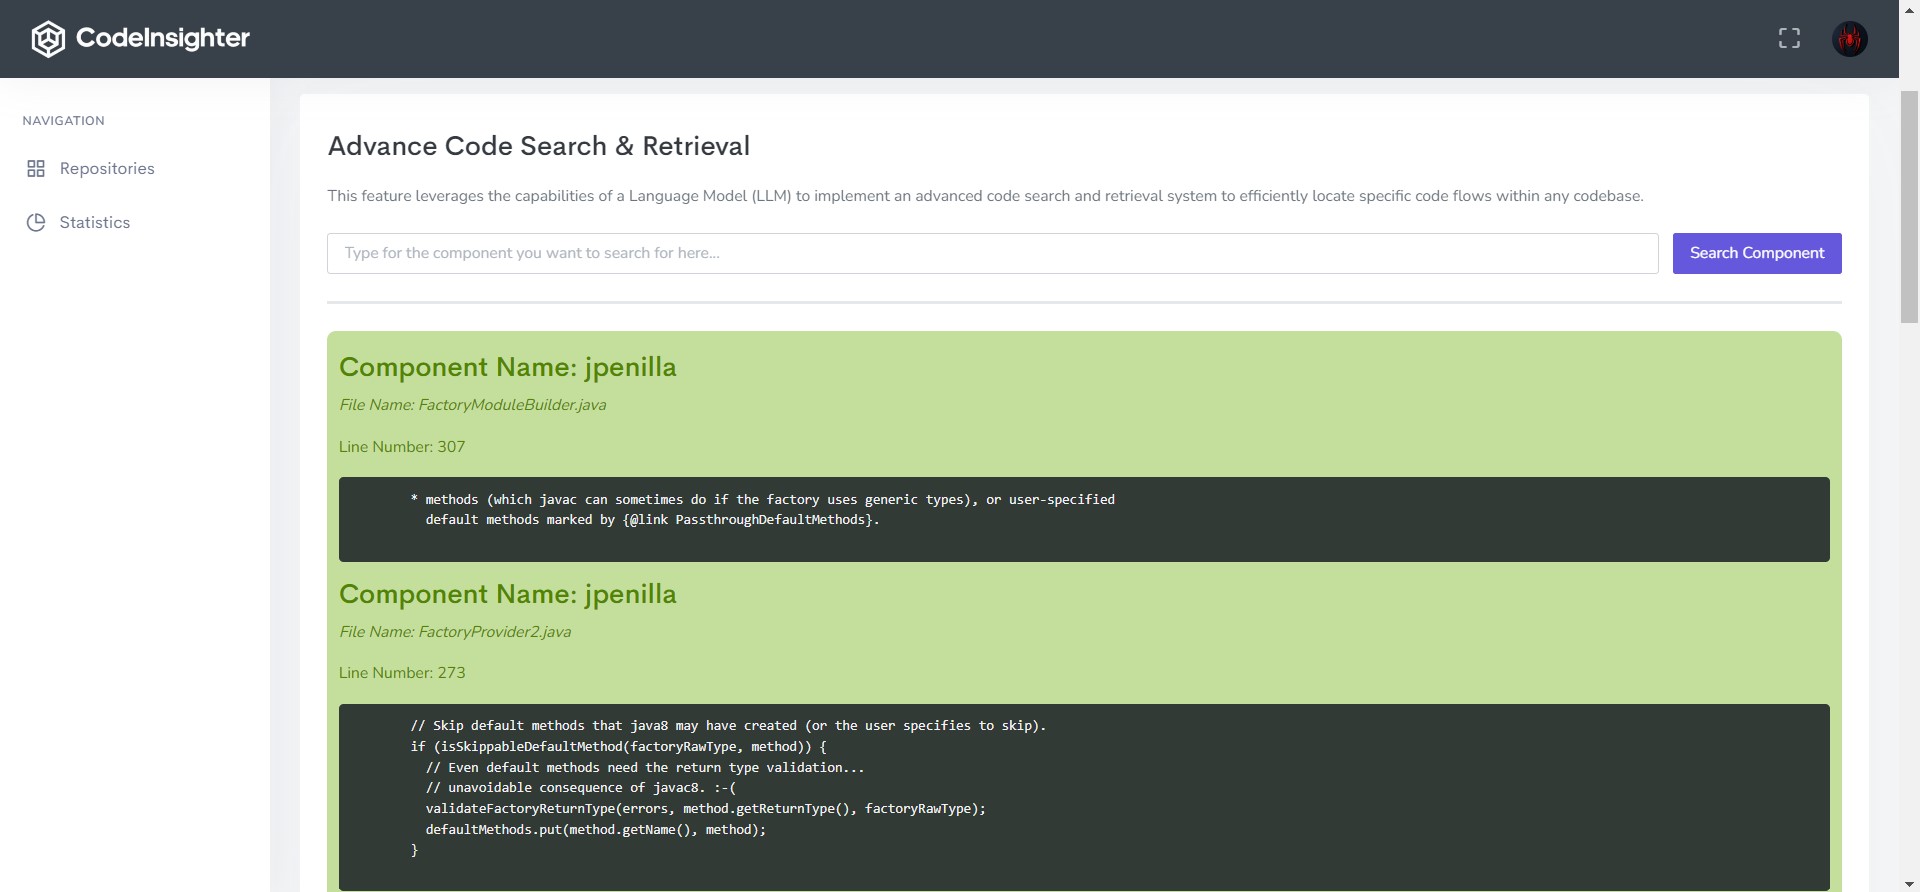 CodeInsighter
NAVIGATION
Repositories
Statistics
Advance Code Search & Retrieval
This feature leverages the capabilities of a Language Model (LLM) to implement an advanced code search and retrieval system to efficiently locate specific code flows within any codebase.
Type for the component you want to search for here...
Search Component
Component Name: jpenilla
File Name: FactoryModuleBuilder.java
Line Number: 307
* methods (which javac can sometimes do if the factory uses generic types), or user-specified
default methods marked by {@link PassthroughDefaultMethods}.
Component Name: jpenilla
File Name: FactoryProvider2.java
Line Number: 273
// Skip default methods that java8 may have created (or the user specifies to skip).
if (isSkippableDefaultMethod(factoryRawType, method)) {
// Even default methods need the return type validation...
// unavoidable consequence of javac8. :-(
validateFactoryReturnType(errors, method.getReturnType(), factoryRawType);
defaultMethods.put(method.getName(), method);
}